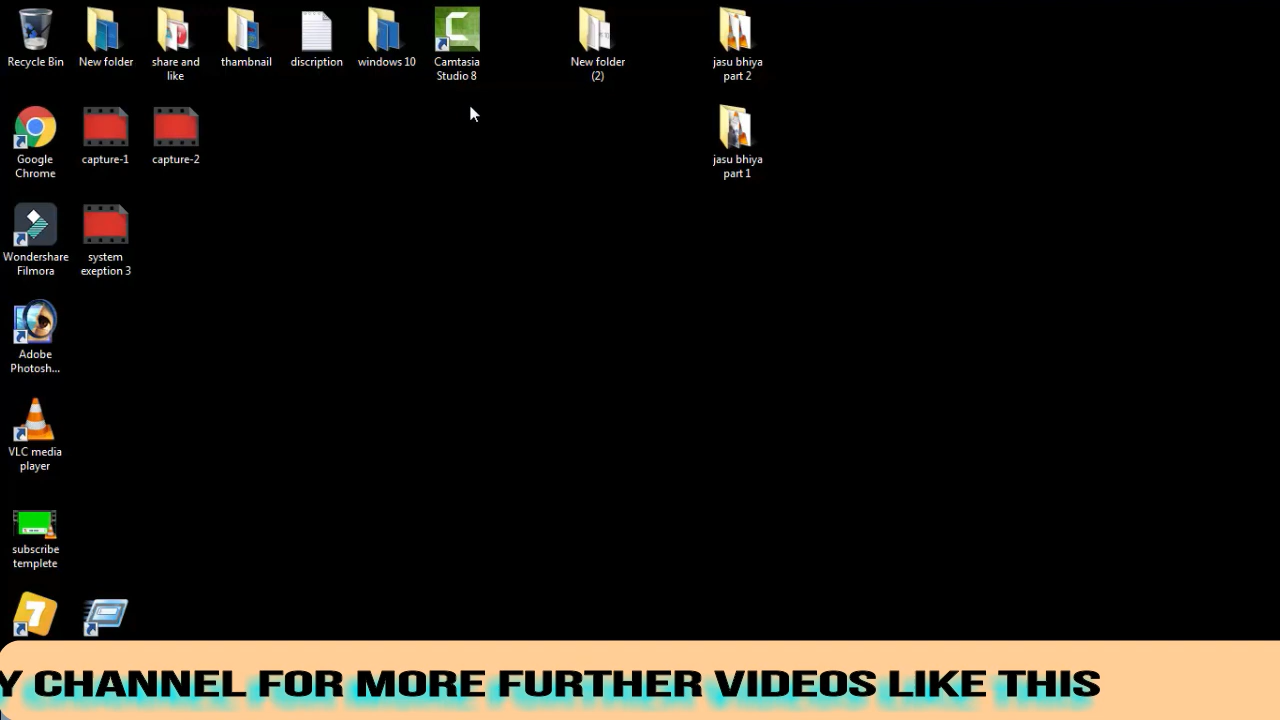 Recycle Bin
New folder
share and
like
thambnail
discription
windows 10
Camtasia
Studio 8
New folder
(2)
jasu bhiya
part 2
Google
Chrome
capture-1
capture-2
jasu bhiya
part 1
Wondershare
Filmora
system
exeption 3
Adobe
Photosh...
VLC media
player
subscribe
templete
7
Y CHANNEL FOR MORE FURTHER VIDEOS LIKE THIS